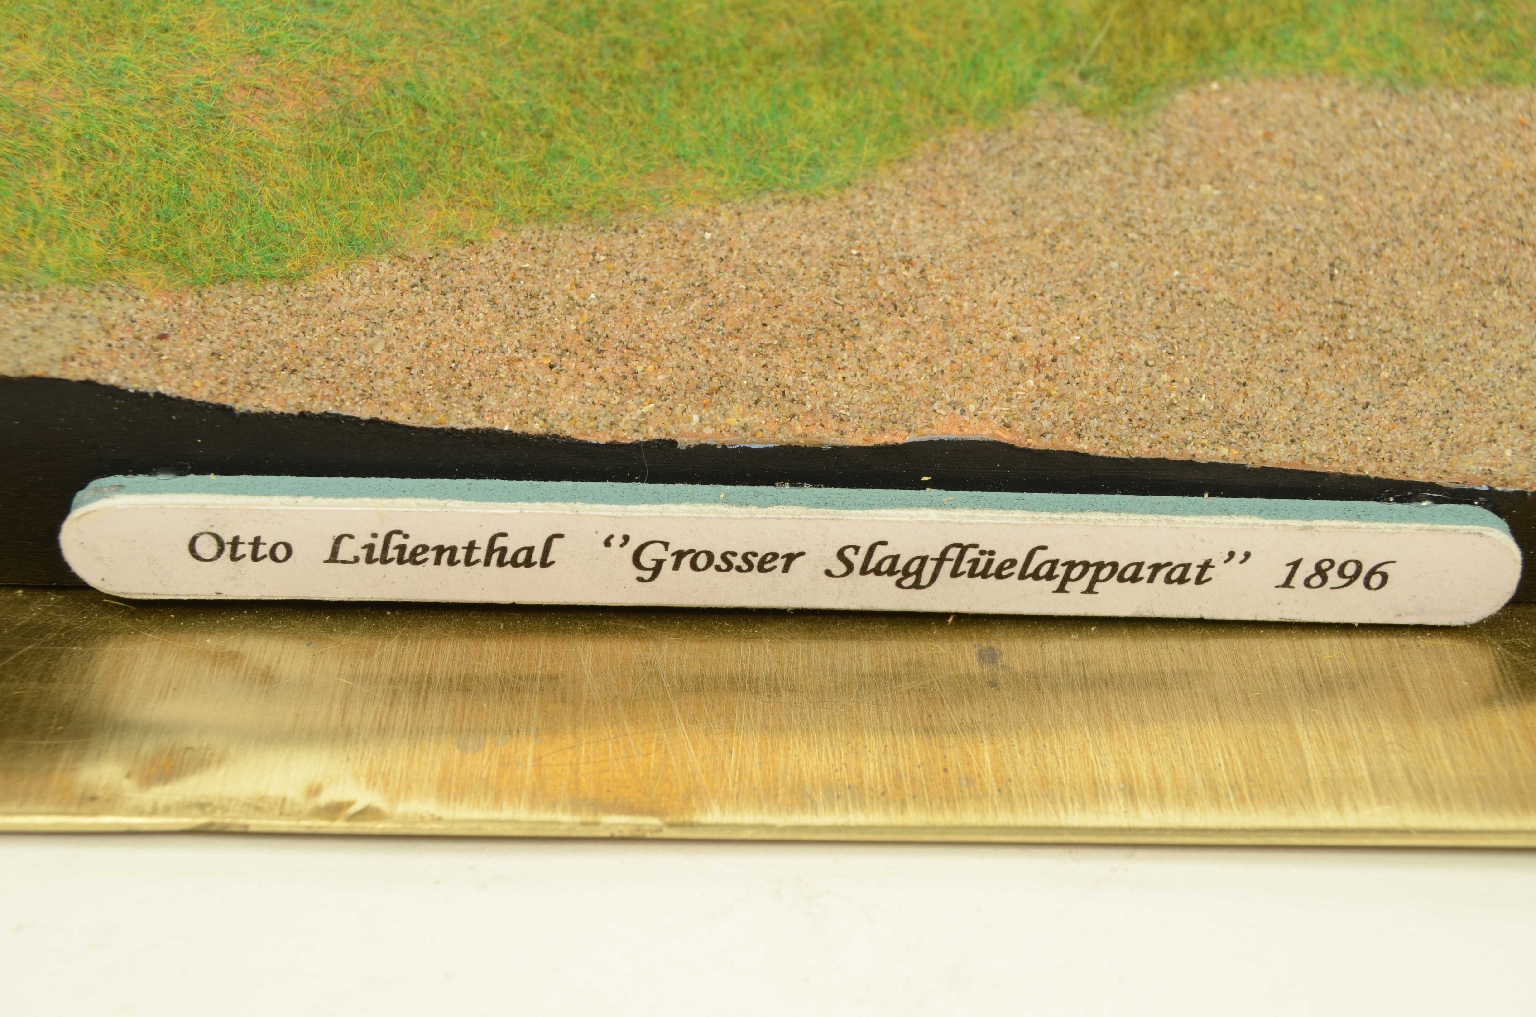 Otto Lilienthal ‘’Grosser Slagflüelapparat’’ 1896